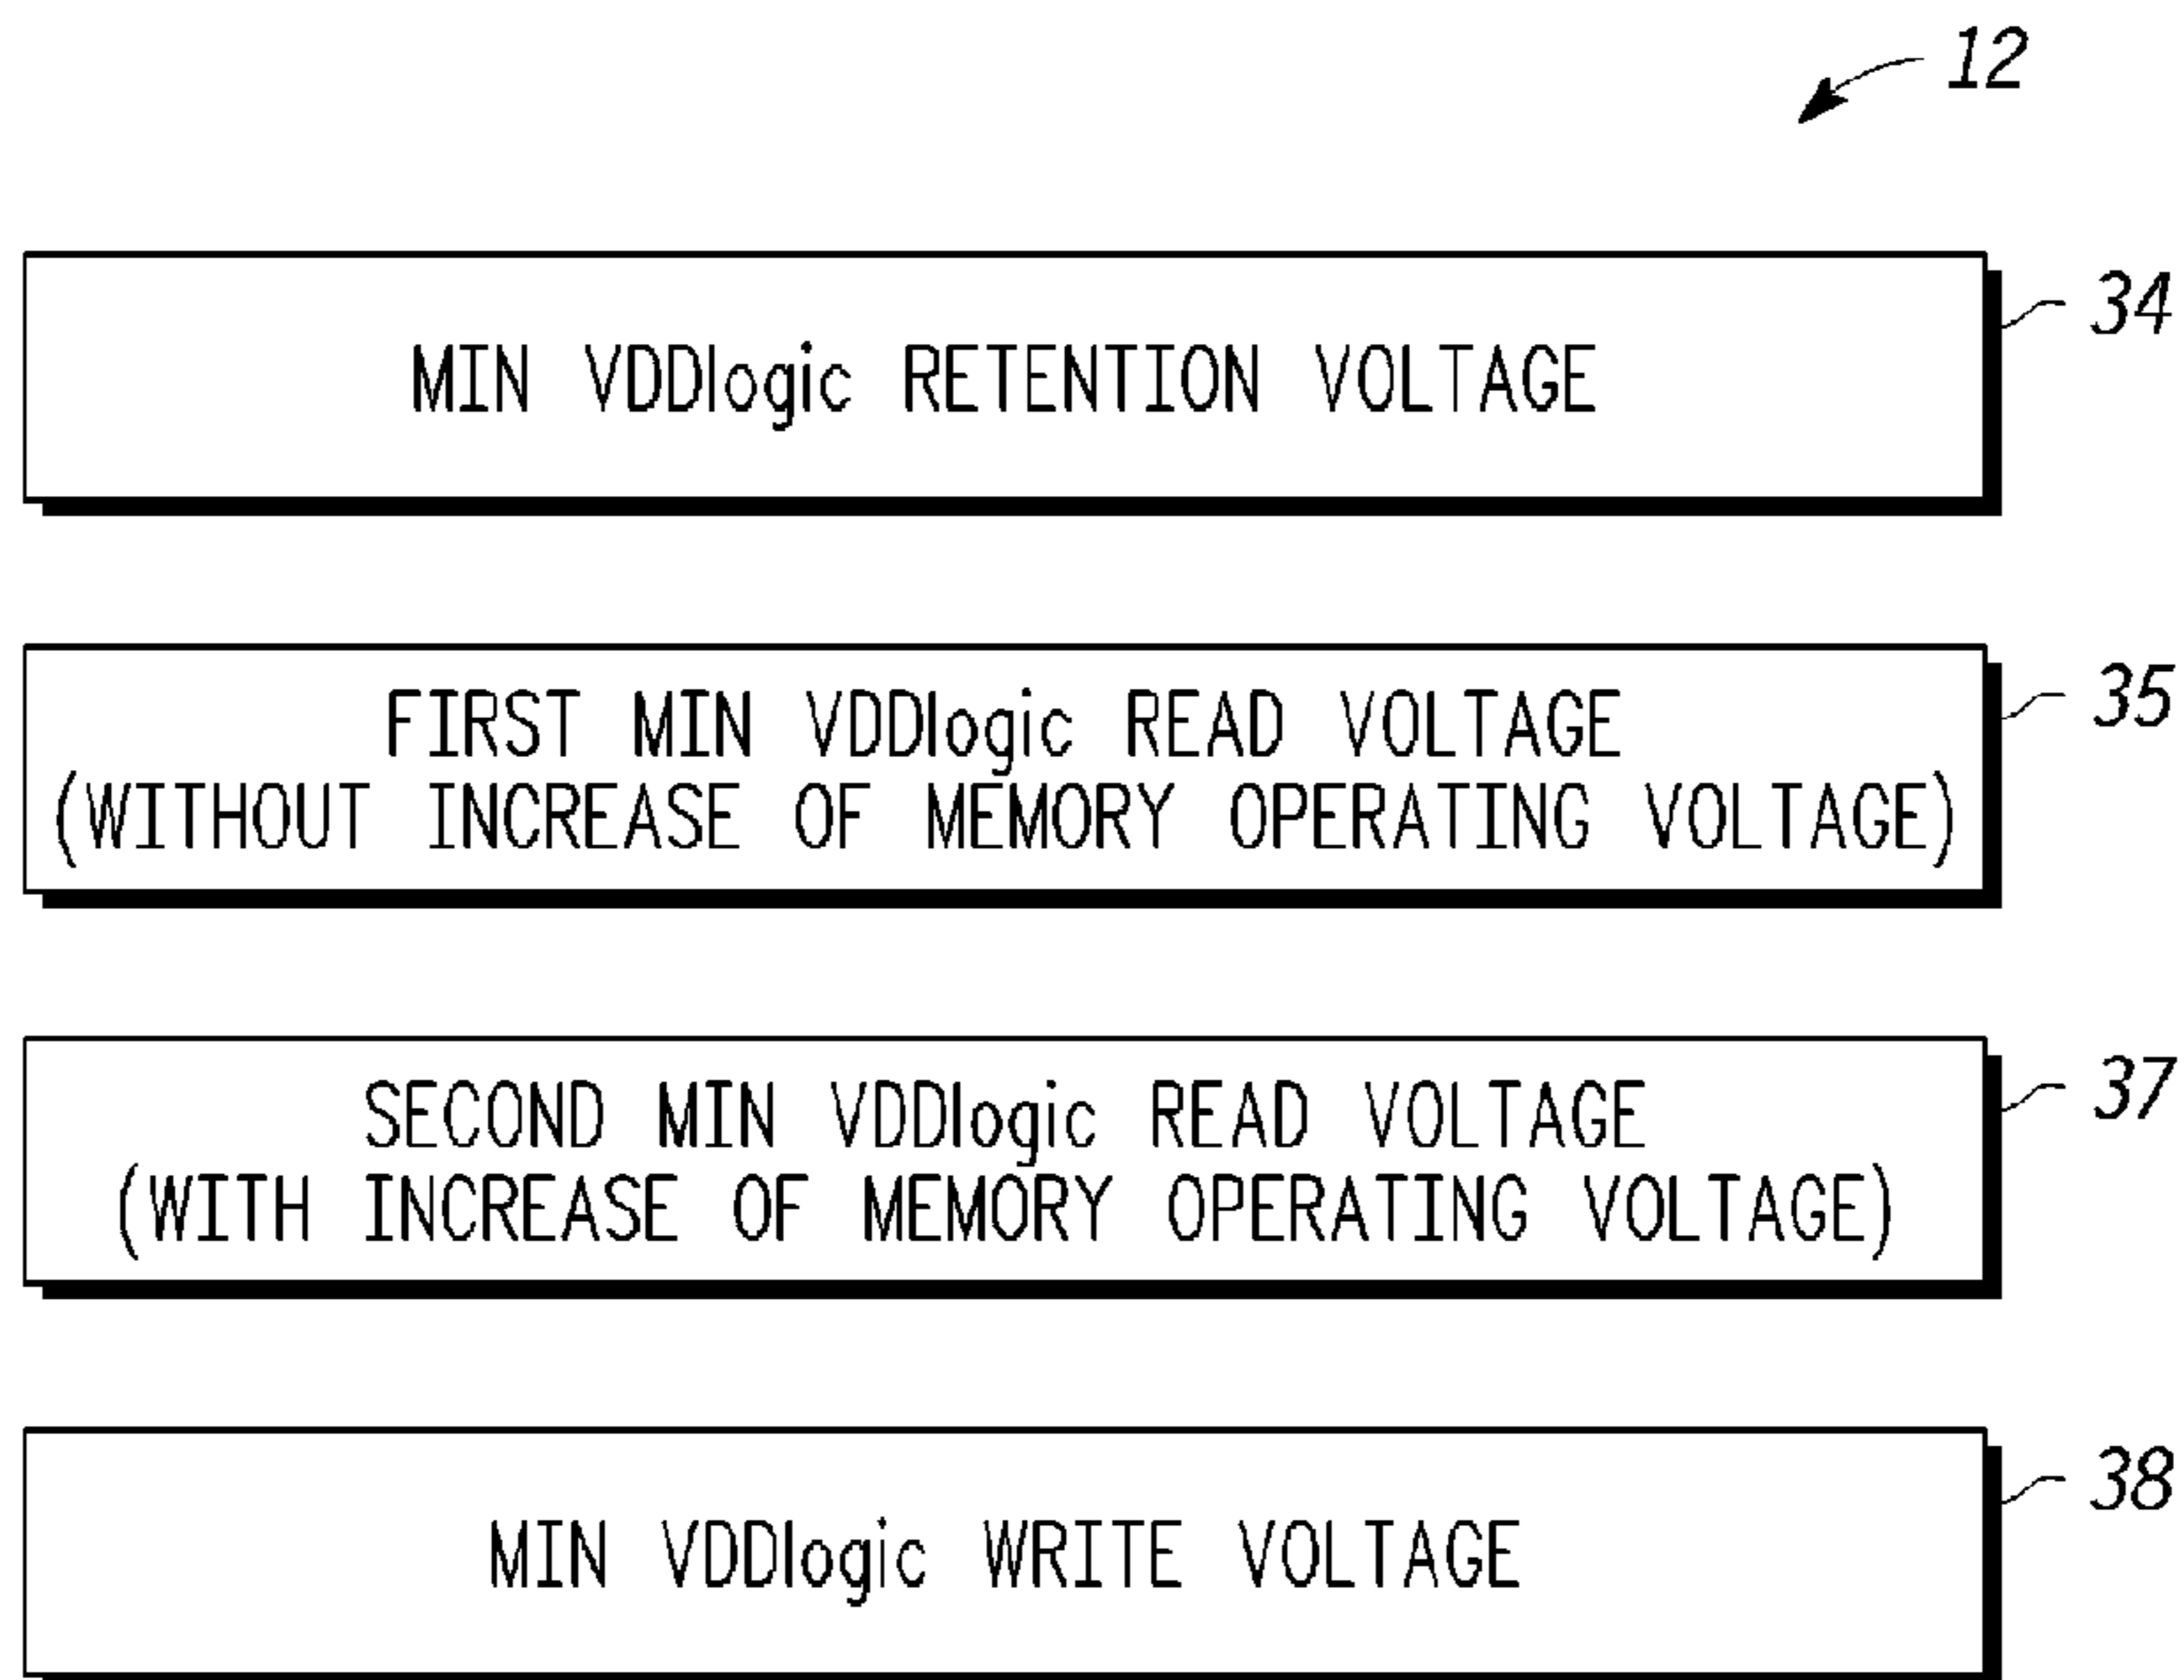 12
MIN VDDlogic RETENTION VOLTAGE
34
FIRST MIN VDDlogic READ VOLTAGE
(WITHOUT INCREASE OF MEMORY OPERATING VOLTAGE)
35
SECOND MIN VDDlogic READ VOLTAGE
(WITH INCREASE OF MEMORY OPERATING VOLTAGE)
37
MIN VDDlogic WRITE VOLTAGE
38